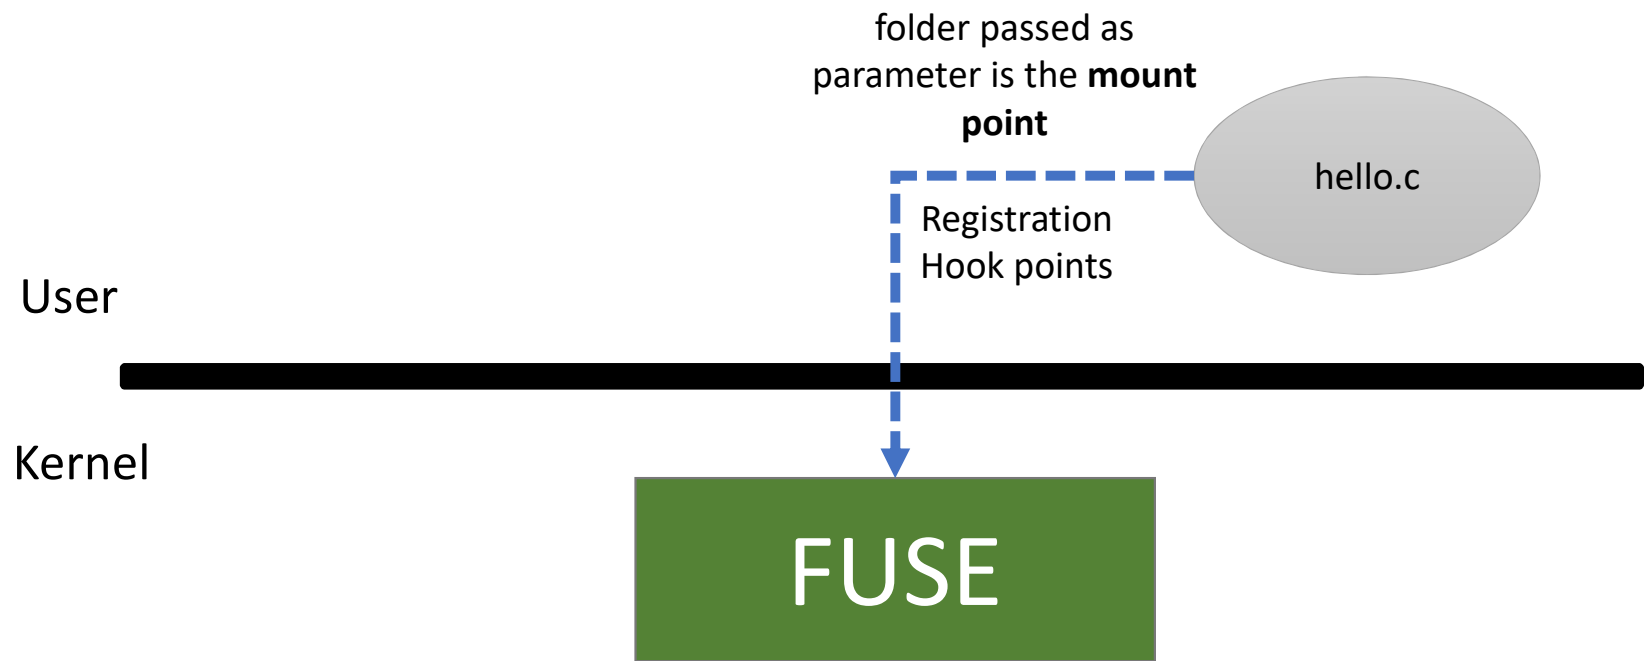 folder passed as
parameter is the mount
point
hello.c
Registration
Hook points
User
Kernel
FUSE